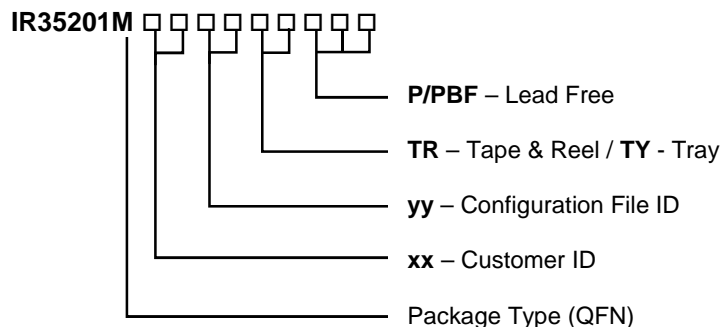 IR35201M
P/PBF – Lead Free
TR – Tape & Reel / TY - Tray
yy – Configuration File ID
xx – Customer ID
Package Type (QFN)